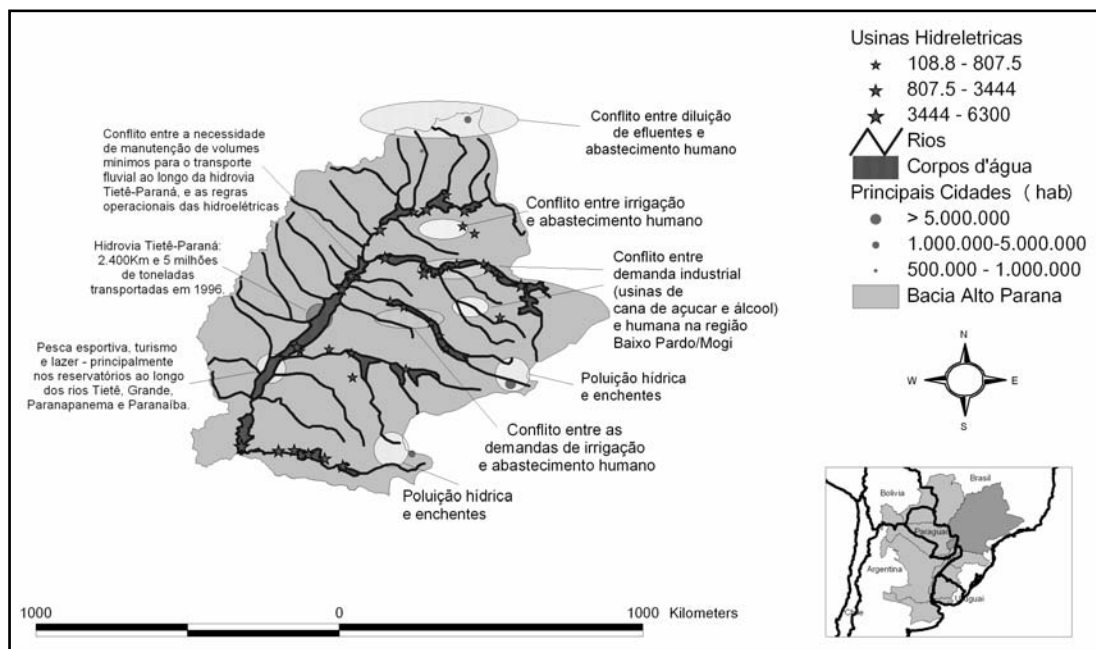 Conflito entre a necessidade
de manutenção de volumes
mínimos para o transporte
fluvial ao longo da hidrovia
Tietê-Paraná, e as regras
operacionais das hidroelétricas
Hidrovia Tietê-Paraná:
2.400Km e 5 milhões
de toneladas
transportadas em 1996.
Pesca esportiva, turismo
e lazer - principalmente
nos reservatórios ao longo
dos rios Tietê, Grande,
Paranapanema e Paranaíba.
Conflito entre diluição
de efluentes e
abastecimento humano
Conflito entre irrigação
e abastecimento humano
Conflito entre
demanda industrial
(usinas de
cana de açucar e álcool)
e humana na região
Baixo Pardo/Mogi
Poluição hídrica
e enchentes
Conflito entre as
demandas de irrigação
e abastecimento humano
Poluição hídrica
e enchentes
1000 0 1000 Kilometers
Usinas Hidreletricas
108.8 - 807.5
807.5 - 3444
3444 - 6300
Rios
Corpos d'água
Principais Cidades ( hab)
> 5.000.000
1.000.000-5.000.000
500.000 - 1.000.000
Bacia Alto Parana
N
W E
S
Bolivia
Brasil
Paraguai
Argentina
Uruguai
Chile